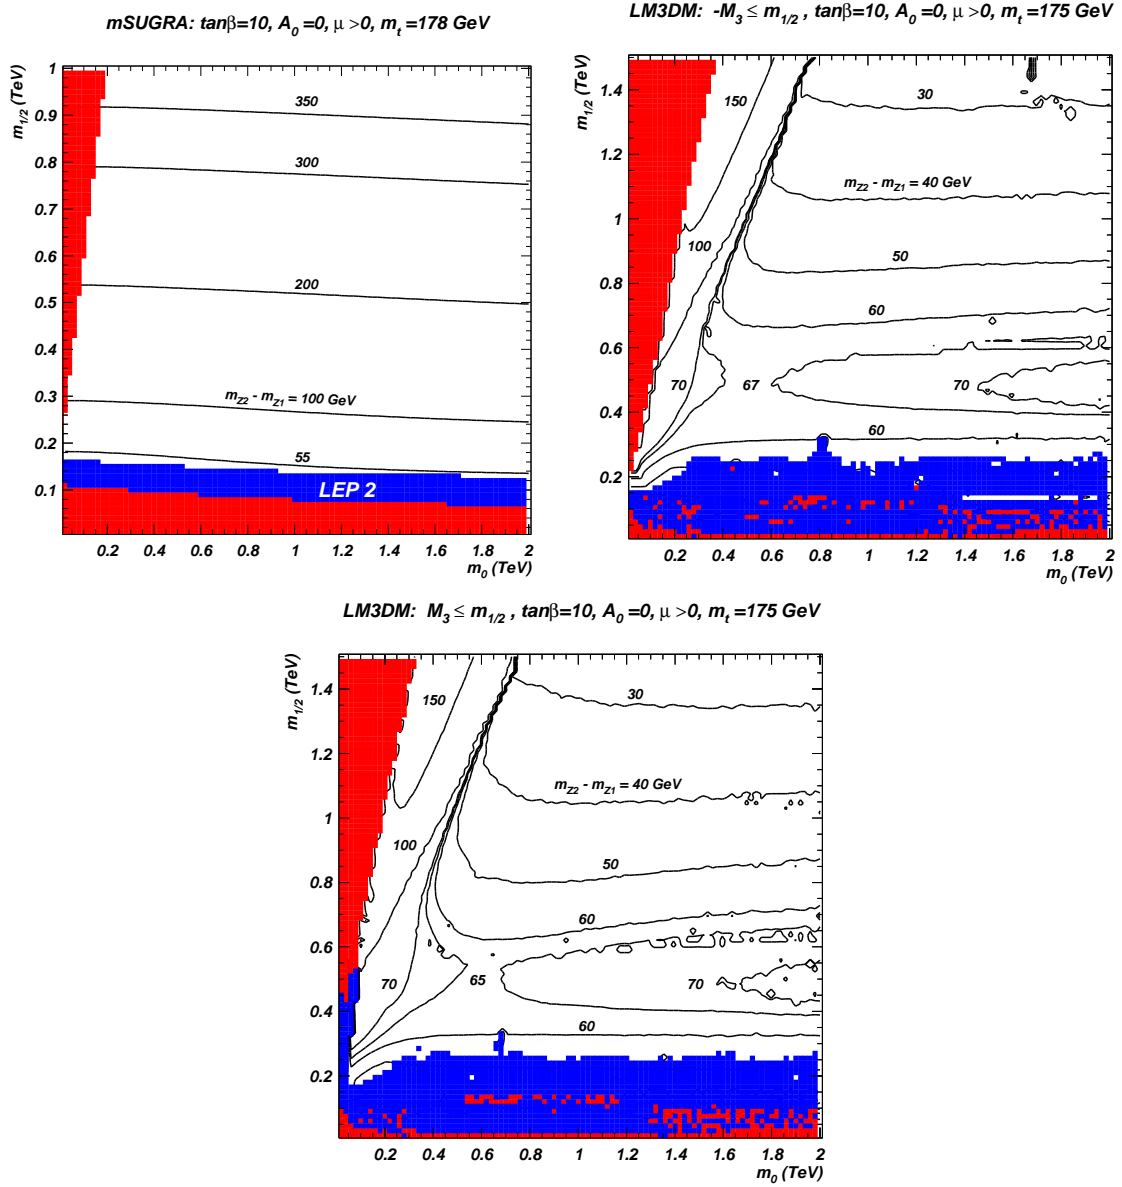 mSUGRA: tanβ=10, A0=0, μ>0, mt=178 GeV
m1/2 (TeV)
1
0.9
0.8
0.7
0.6
0.5
0.4
0.3
0.2
0.1
350
300
200
mZ2 - mZ1 = 100 GeV
55
LEP 2
0.2 0.4 0.6 0.8 1 1.2 1.4 1.6 1.8 2
m0 (TeV)
LM3DM: -M3 ≤ m1/2 , tanβ=10, A0=0, μ>0, mt=175 GeV
m1/2 (TeV)
1.4
1.2
1
0.8
0.6
0.4
0.2
150
30
mZ2 - mZ1 = 40 GeV
100
50
60
70 67 70
60
0.2 0.4 0.6 0.8 1 1.2 1.4 1.6 1.8 2
m0 (TeV)
LM3DM: M3 ≤ m1/2 , tanβ=10, A0=0, μ>0, mt=175 GeV
m1/2 (TeV)
1.4
1.2
1
0.8
0.6
0.4
0.2
150
30
mZ2 - mZ1 = 40 GeV
100
50
60
70 65 70
60
0.2 0.4 0.6 0.8 1 1.2 1.4 1.6 1.8 2
m0 (TeV)